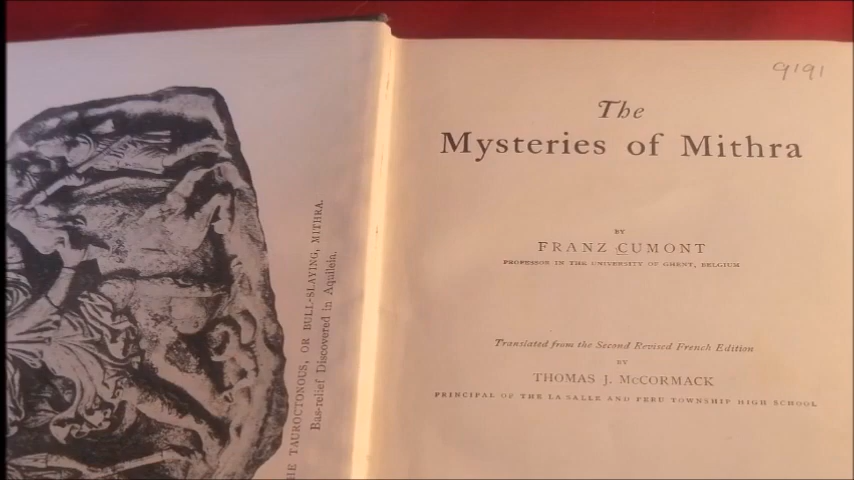 HE TAUROCTONOUS, OR BULL-SLAYING, MITHRA.
Bas-relief Discovered in Aquileia.
9191
The
Mysteries of Mithra
BY
FRANZ CUMONT
PROFESSOR IN THE UNIVERSITY OF GHENT, BELGIUM
Translated from the Second Revised French Edition
BY
THOMAS J. McCORMACK
PRINCIPAL OF THE LA SALLE AND PERU TOWNSHIP HIGH SCHOOL